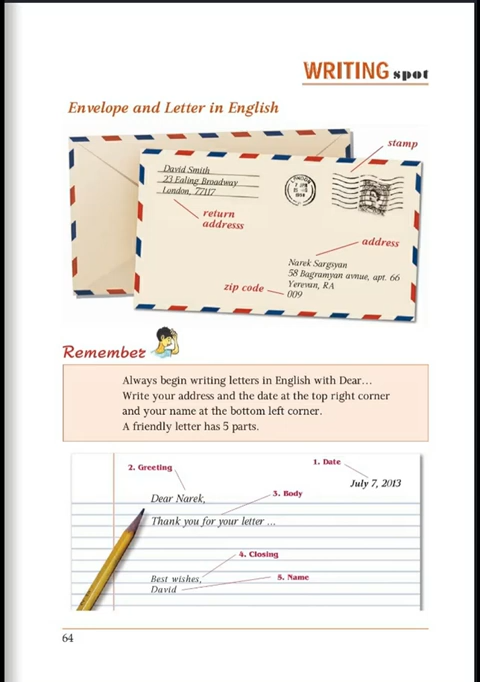 WRITING spot
Envelope and Letter in English
stamp
David Smith
23 Ealing Broadway
London, 77117
LONDON
return
addresss
address
Narek Sargsyan
58 Bagramyan avnue, apt. 66
Yerevan, RA
009
zip code
Remember
Always begin writing letters in English with Dear…
Write your address and the date at the top right corner
and your name at the bottom left corner.
A friendly letter has 5 parts.
1. Date
2. Greeting
July 7, 2013
3. Body
Dear Narek,
Thank you for your letter ...
4. Closing
Best wishes,
5. Name
David
64